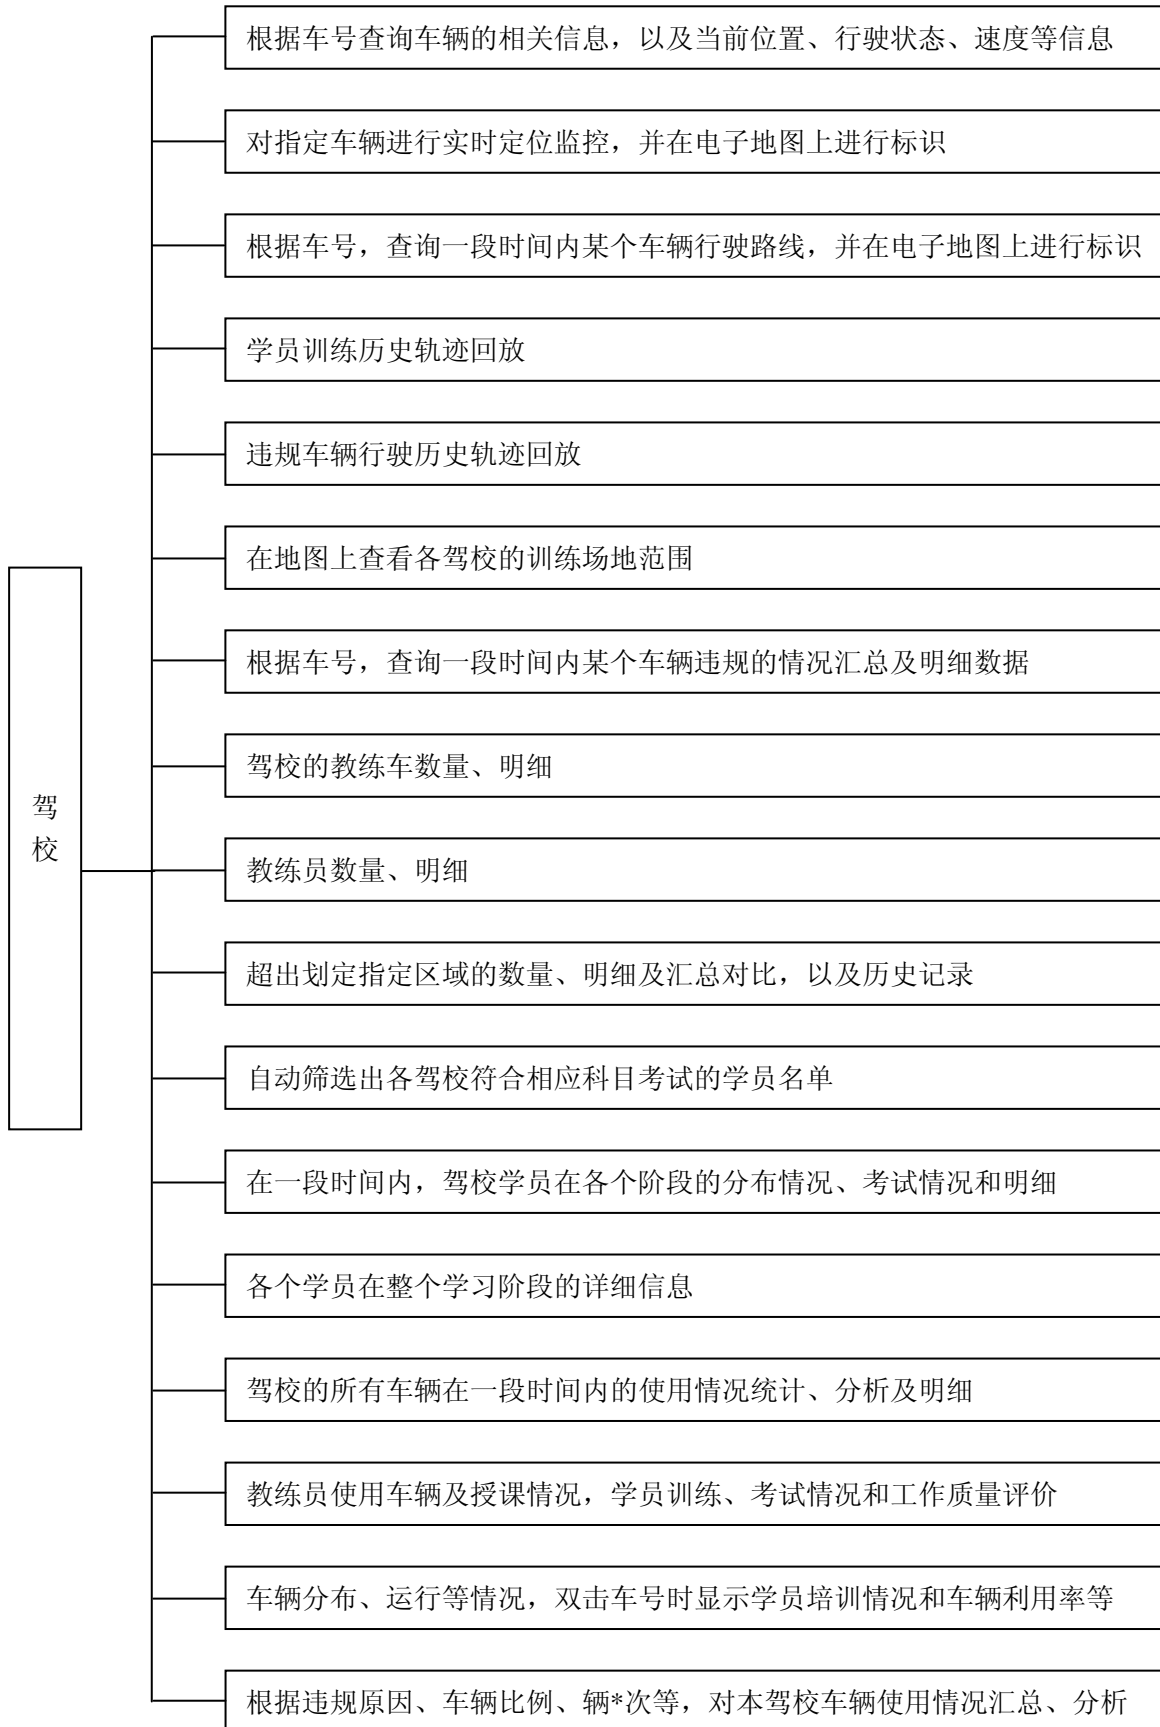 根据车号查询车辆的相关信息，以及当前位置、行驶状态、速度等信息
对指定车辆进行实时定位监控，并在电子地图上进行标识
根据车号，查询一段时间内某个车辆行驶路线，并在电子地图上进行标识
学员训练历史轨迹回放
违规车辆行驶历史轨迹回放
在地图上查看各驾校的训练场地范围
根据车号，查询一段时间内某个车辆违规的情况汇总及明细数据
驾校的教练车数量、明细
驾
校
教练员数量、明细
超出划定指定区域的数量、明细及汇总对比，以及历史记录
自动筛选出各驾校符合相应科目考试的学员名单
在一段时间内，驾校学员在各个阶段的分布情况、考试情况和明细
各个学员在整个学习阶段的详细信息
驾校的所有车辆在一段时间内的使用情况统计、分析及明细
教练员使用车辆及授课情况，学员训练、考试情况和工作质量评价
车辆分布、运行等情况，双击车号时显示学员培训情况和车辆利用率等
根据违规原因、车辆比例、辆*次等，对本驾校车辆使用情况汇总、分析